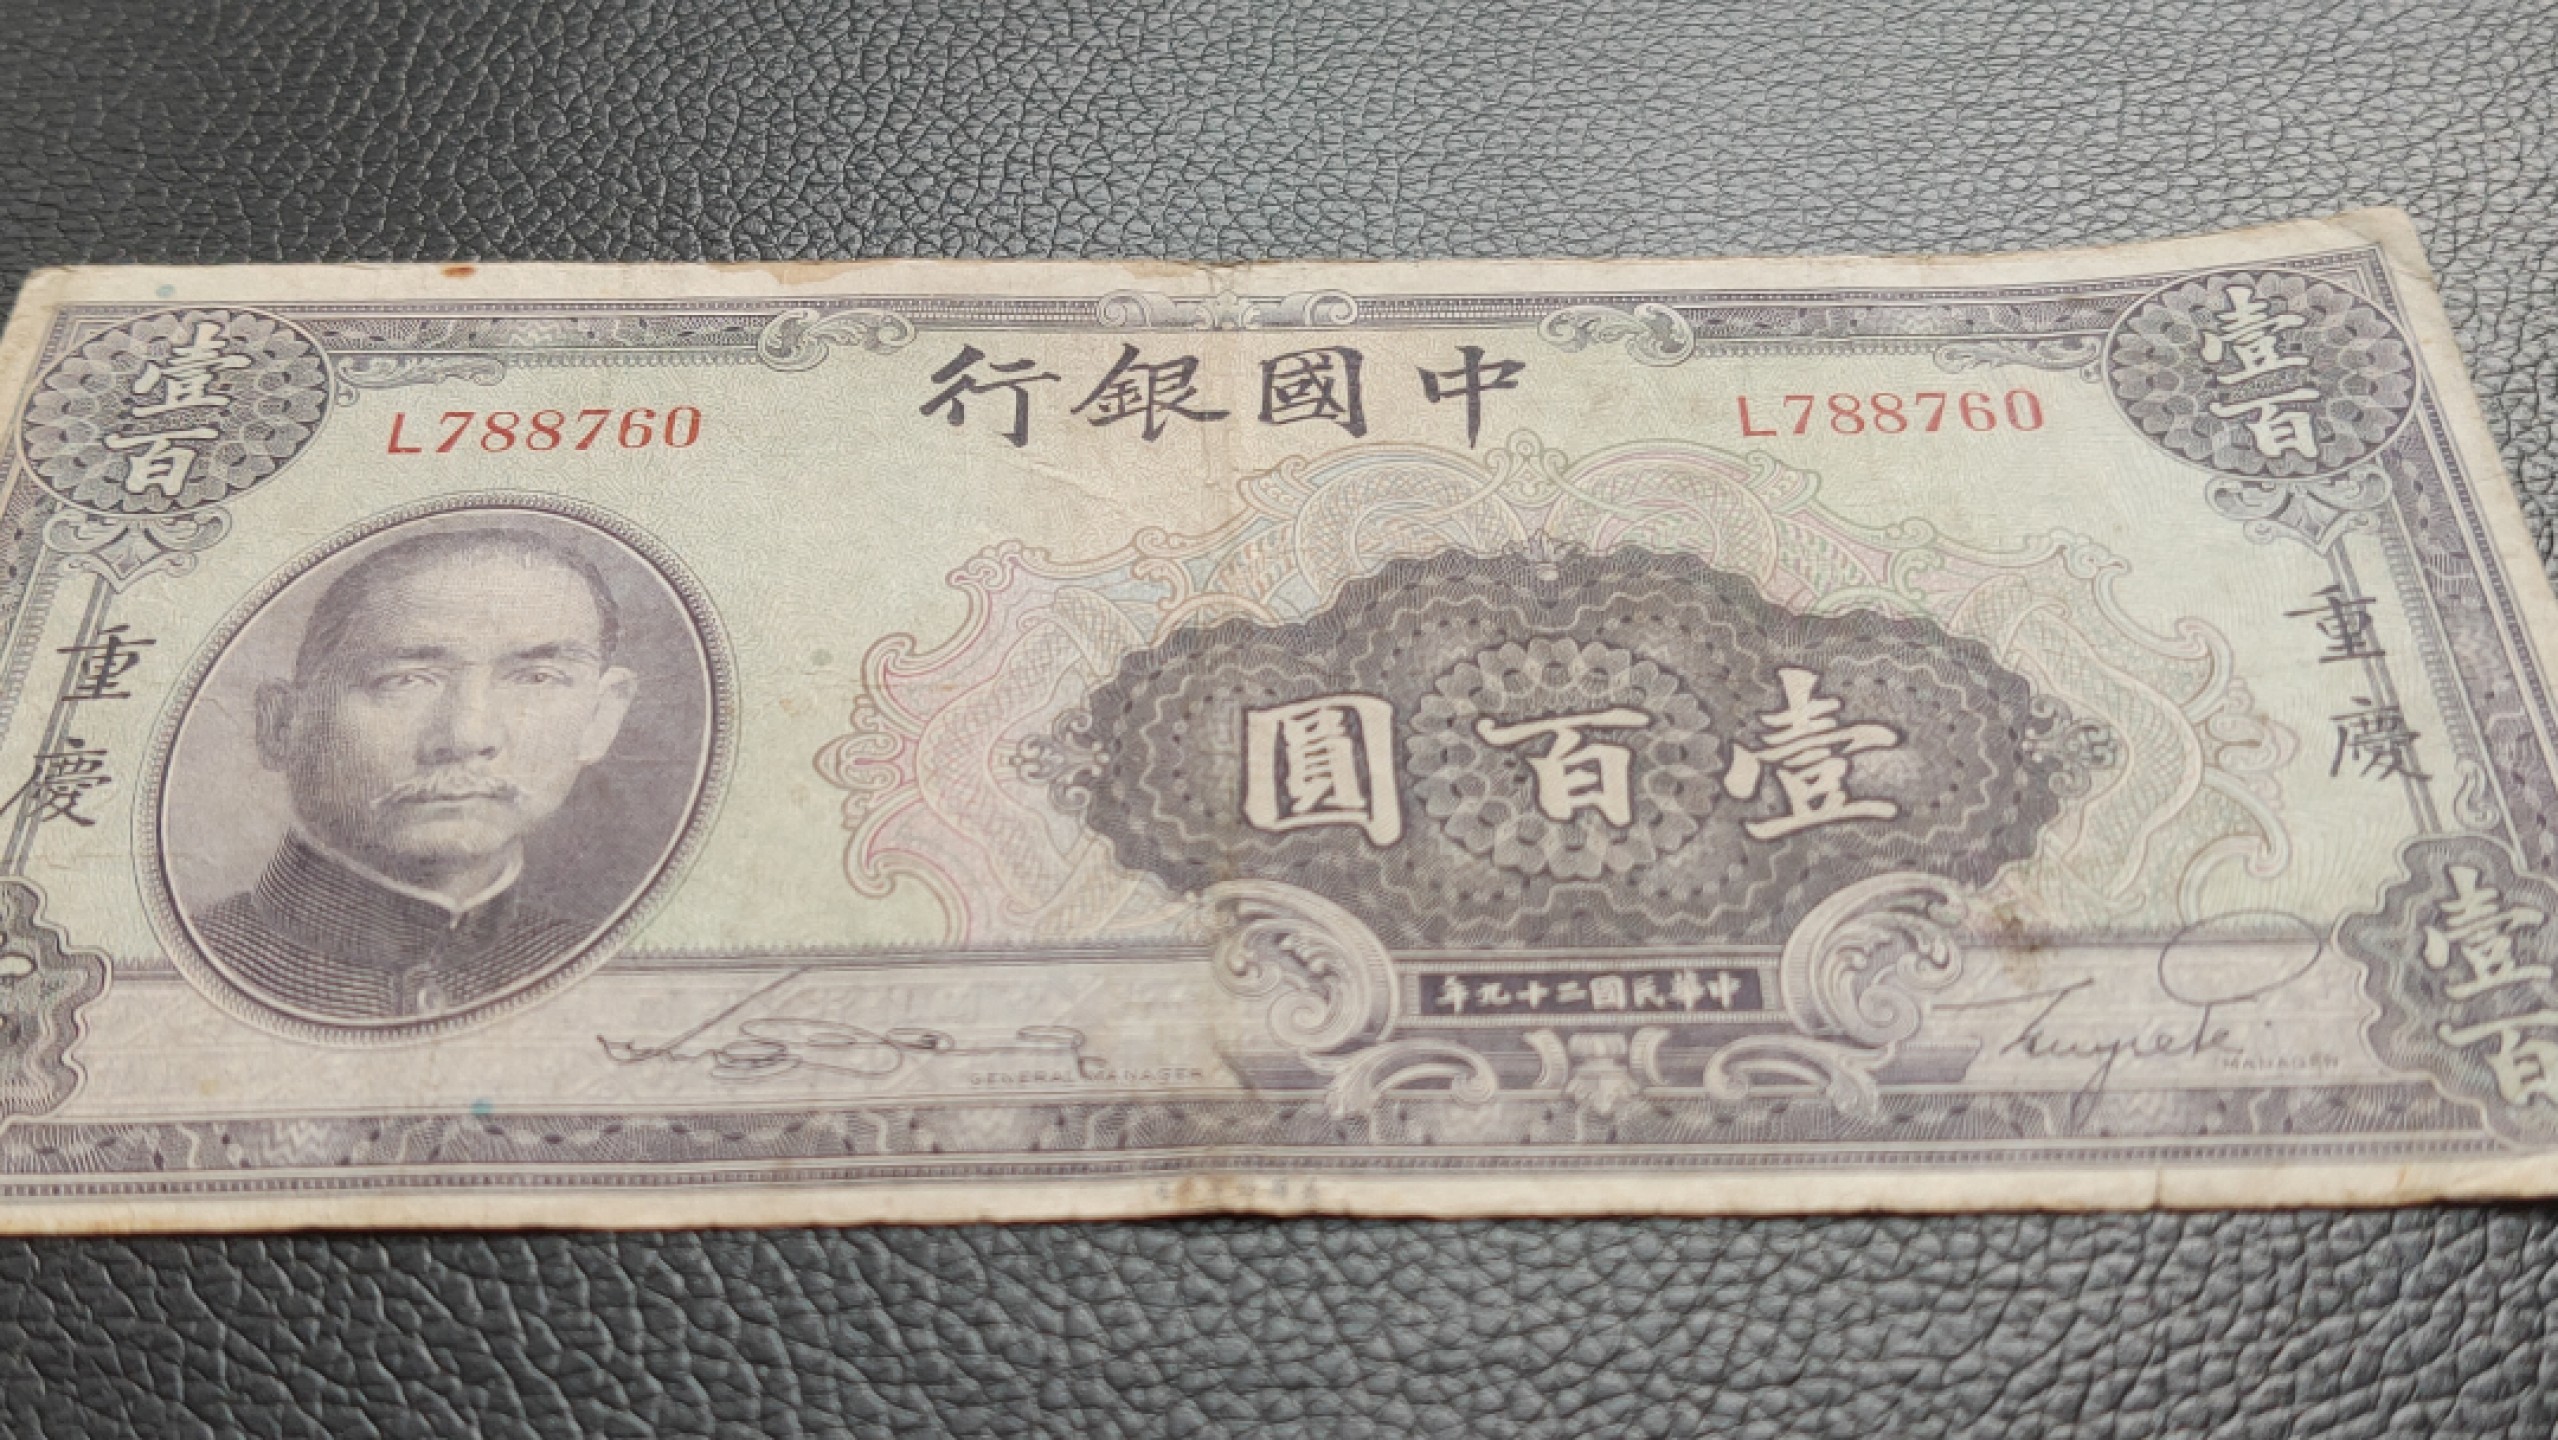 中國銀行
壹百
壹百
L788760
L788760
重慶
重慶
壹百圓
中華民國二十九年
GENERAL MANAGER
MANAGER
壹百